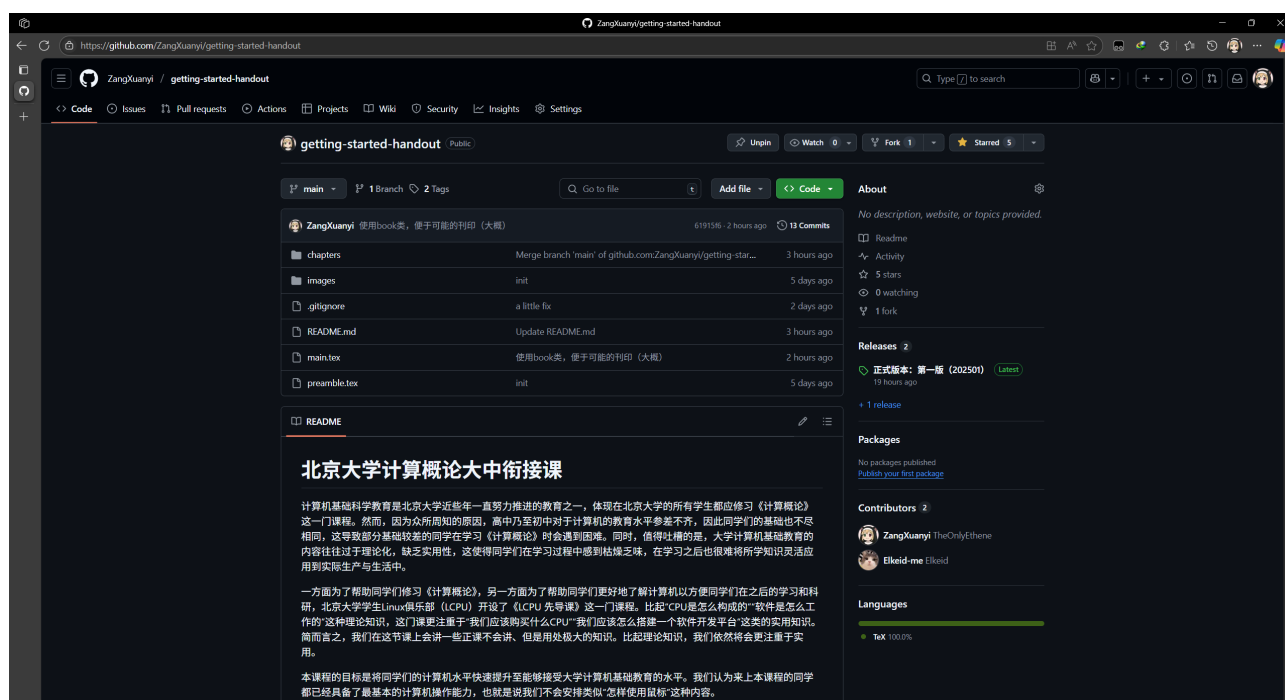 ZangXuanyi/getting-started-handout
https://github.com/ZangXuanyi/getting-started-handout
ZangXuanyi / getting-started-handout
Type / to search
Code Issues Pull requests Actions Projects Wiki Security Insights Settings
getting-started-handout Public
Unpin Watch 0 Fork 1 Starred 5
main 1 Branch 2 Tags Go to file t Add file Code
ZangXuanyi 使用book类，便于可能的刊印（大概） 61915f6 · 2 hours ago 13 Commits
chapters Merge branch 'main' of github.com:ZangXuanyi/getting-star... 3 hours ago
images init 5 days ago
.gitignore a little fix 2 days ago
README.md Update README.md 3 hours ago
main.tex 使用book类，便于可能的刊印（大概） 2 hours ago
preamble.tex init 5 days ago
README
北京大学计算概论大中衔接课
计算机基础科学教育是北京大学近些年一直努力推进的教育之一，体现在北京大学的所有学生都应修习《计算概论》
这一门课程。然而，因为众所周知的原因，高中乃至初中对于计算机的教育水平参差不齐，因此同学们的基础也不尽
相同，这导致部分基础较差的同学在学习《计算概论》时会遇到困难。同时，值得吐槽的是，大学计算机基础教育的
内容往往过于理论化，缺乏实用性，这使得同学们在学习过程中感到枯燥乏味，在学习之后也很难将所学知识灵活应
用到实际生产与生活中。
一方面为了帮助同学们修习《计算概论》，另一方面为了帮助同学们更好地了解计算机以方便同学们在之后的学习和科
研，北京大学学生Linux俱乐部（LCPU）开设了《LCPU 先导课》这一门课程。比起“CPU是怎么构成的”“软件是怎么工
作的”这种理论知识，这门课更注重于“我们应该购买什么CPU”“我们应该怎么搭建一个软件开发平台”这类的实用知识。
简而言之，我们在这节课上会讲一些正课不会讲、但是用处极大的知识。比起理论知识，我们依然将会更注重于实
用。
本课程的目标是将同学们的计算机水平快速提升至能够接受大学计算机基础教育的水平。我们认为来上本课程的同学
都已经具备了最基本的计算机操作能力，也就是说我们不会安排类似“怎样使用鼠标”这种内容。
About
No description, website, or topics provided.
Readme
Activity
5 stars
0 watching
1 fork
Releases 2
正式版本：第一版（202501） Latest
19 hours ago
+ 1 release
Packages
No packages published
Publish your first package
Contributors 2
ZangXuanyi TheOnlyEthene
Elkeid-me Elkeid
Languages
TeX 100.0%